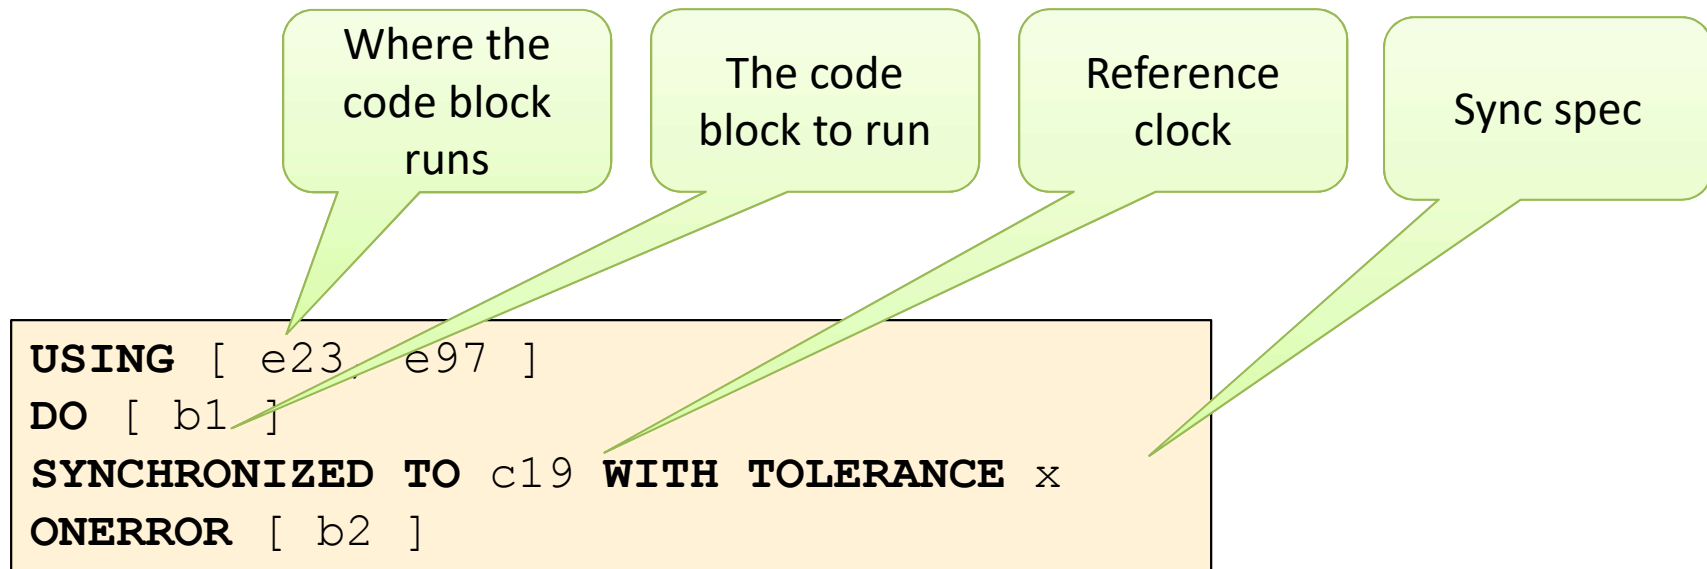 Where the
code block
runs
The code
block to run
Reference
clock
Sync spec
USING [ e23, e97 ]
DO [ b1 ]
SYNCHRONIZED TO c19 WITH TOLERANCE x
ONERROR [ b2 ]